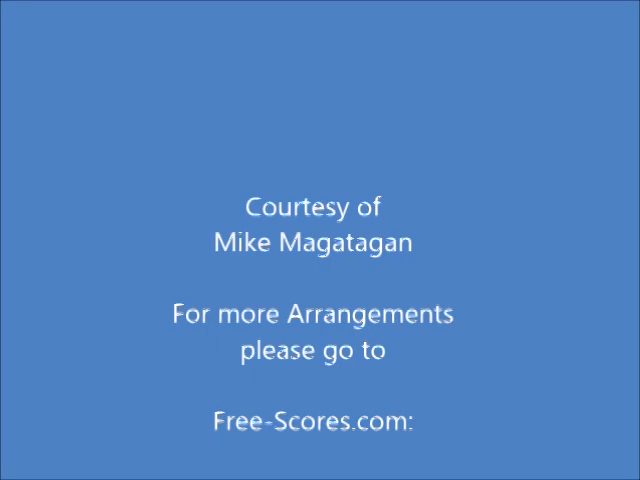 Courtesy of
Mike Magatagan
For more Arrangements
please go to
Free-Scores.com: